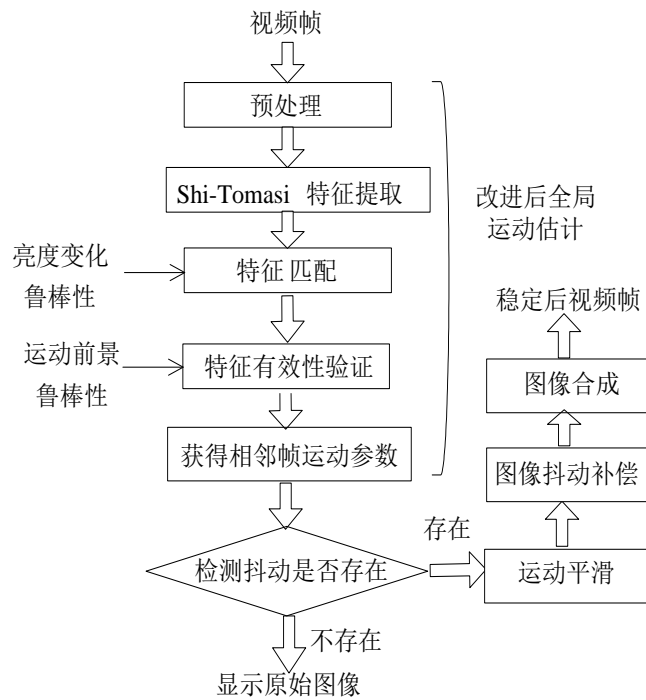 视频帧
预处理
Shi-Tomasi 特征提取
改进后全局
运动估计
亮度变化
鲁棒性
特征 匹配
稳定后视频帧
运动前景
鲁棒性
特征有效性验证
图像合成
获得相邻帧运动参数
图像抖动补偿
存在
检测抖动是否存在
运动平滑
不存在
显示原始图像